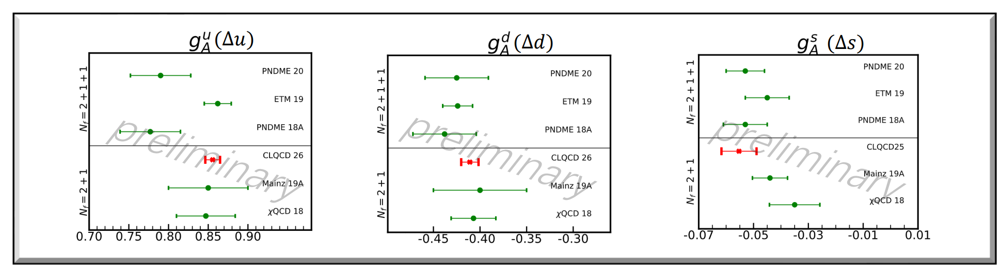 g_A^u (Δu)
N_f = 2 + 1 + 1
PNDME 20
ETM 19
PNDME 18A
N_f = 2 + 1
CLQCD 26
Mainz 19A
χQCD 18
preliminary
0.70 0.75 0.80 0.85 0.90
g_A^d (Δd)
N_f = 2 + 1 + 1
PNDME 20
ETM 19
PNDME 18A
N_f = 2 + 1
CLQCD 26
Mainz 19A
χQCD 18
preliminary
-0.45 -0.40 -0.35 -0.30
g_A^s (Δs)
N_f = 2 + 1 + 1
PNDME 20
ETM 19
PNDME 18A
N_f = 2 + 1
CLQCD25
Mainz 19A
χQCD 18
preliminary
-0.07 -0.05 -0.03 -0.01 0.01